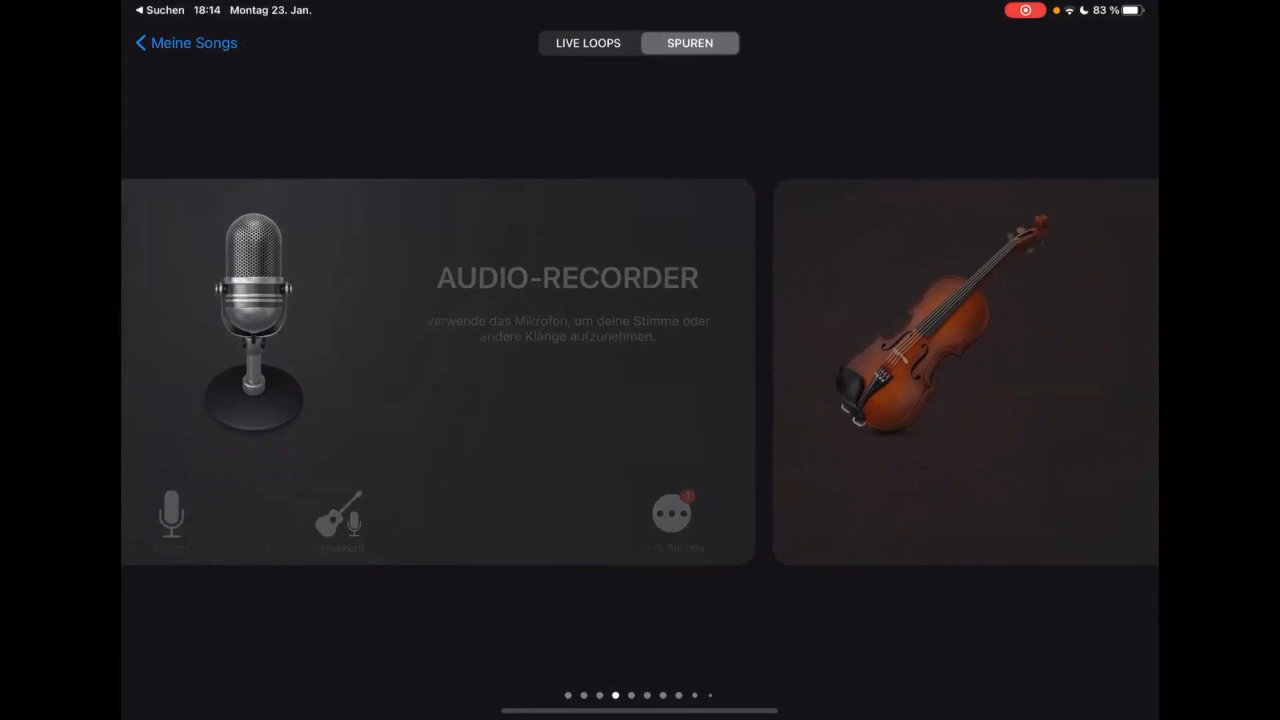 Suchen 18:14 Montag 23. Jan. 83 %
Meine Songs LIVE LOOPS SPUREN
AUDIO-RECORDER
Verwende das Mikrofon, um deine Stimme oder
andere Klänge aufzunehmen.
1
Instrument